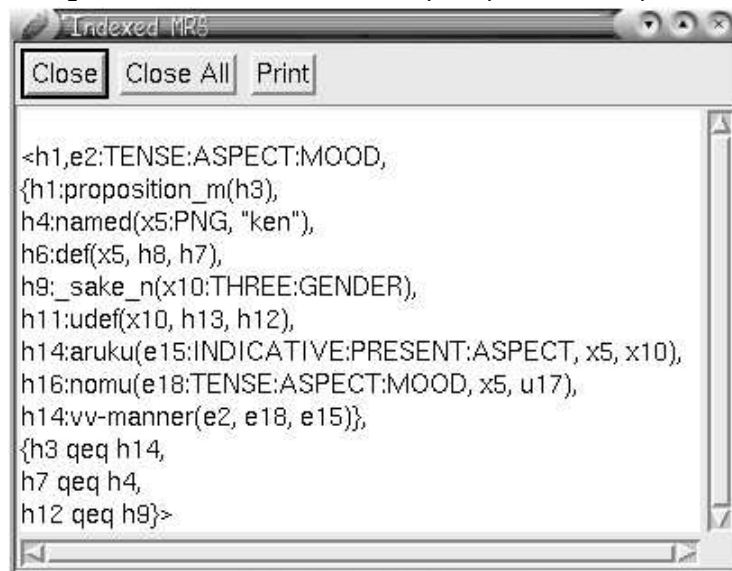 Indexed MRS
Close Close All Print
<h1,e2:TENSE:ASPECT:MOOD,
{h1:proposition_m(h3),
h4:named(x5:PNG, "ken"),
h6:def(x5, h8, h7),
h9:_sake_n(x10:THREE:GENDER),
h11:udef(x10, h13, h12),
h14:aruku(e15:INDICATIVE:PRESENT:ASPECT, x5, x10),
h16:nomu(e18:TENSE:ASPECT:MOOD, x5, u17),
h14:vv-manner(e2, e18, e15)},
{h3 qeq h14,
h7 qeq h4,
h12 qeq h9}>